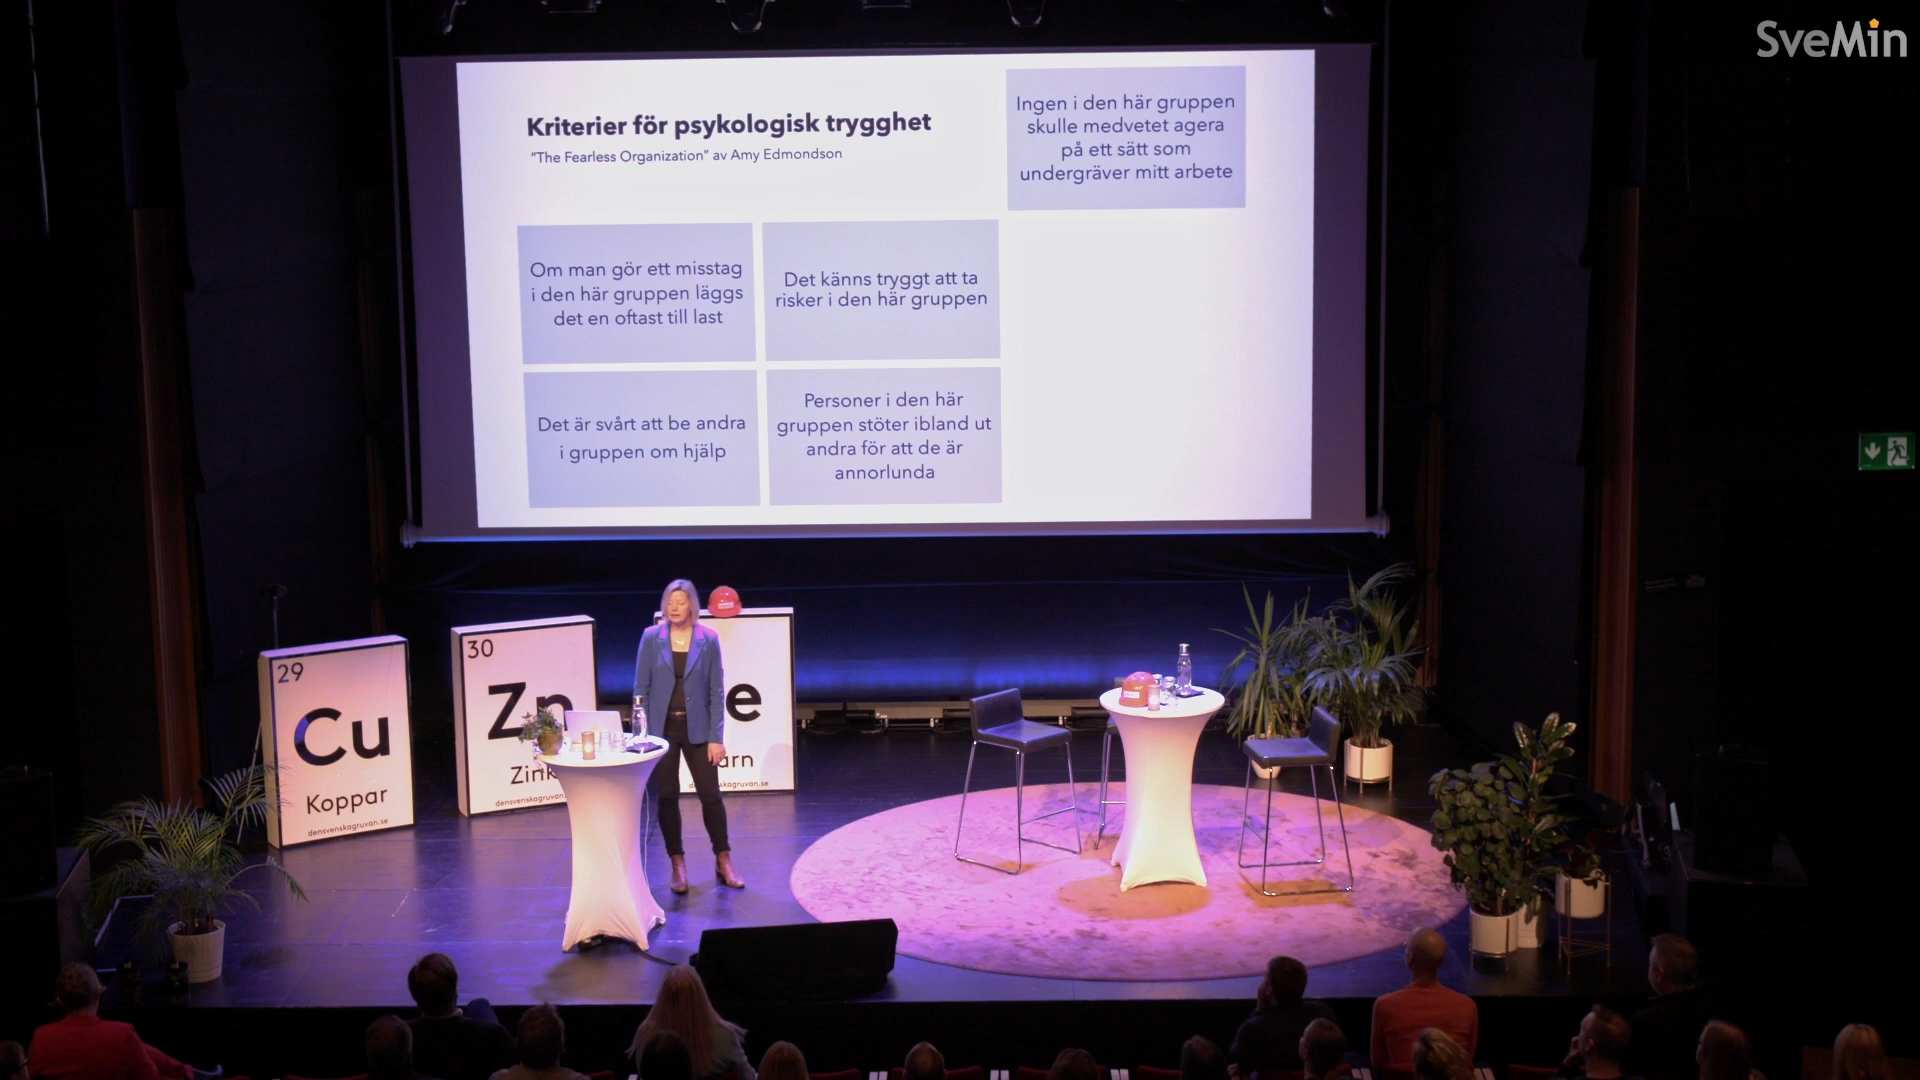 SveMin
Kriterier för psykologisk trygghet
"The Fearless Organization" av Amy Edmondson
Ingen i den här gruppen
skulle medvetet agera
på ett sätt som
undergräver mitt arbete
Om man gör ett misstag
i den här gruppen läggs
det en oftast till last
Det känns tryggt att ta
risker i den här gruppen
Det är svårt att be andra
i gruppen om hjälp
Personer i den här
gruppen stöter ibland ut
andra för att de är
annorlunda
29
Cu
Koppar
densvenskagruvan.se
30
Zn
Zink
densvenskagruvan.
e
ärn